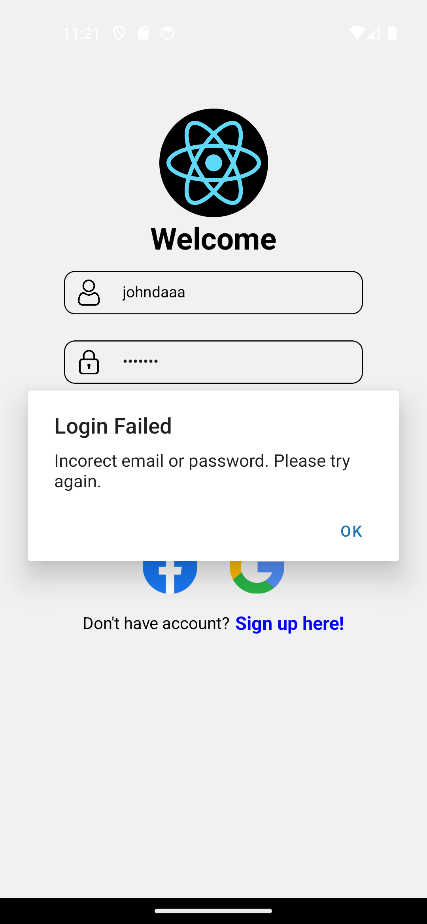 11:21
Welcome
johndaaa
•••••••
Login Failed
Incorect email or password. Please try
again.
OK
Don't have account? Sign up here!